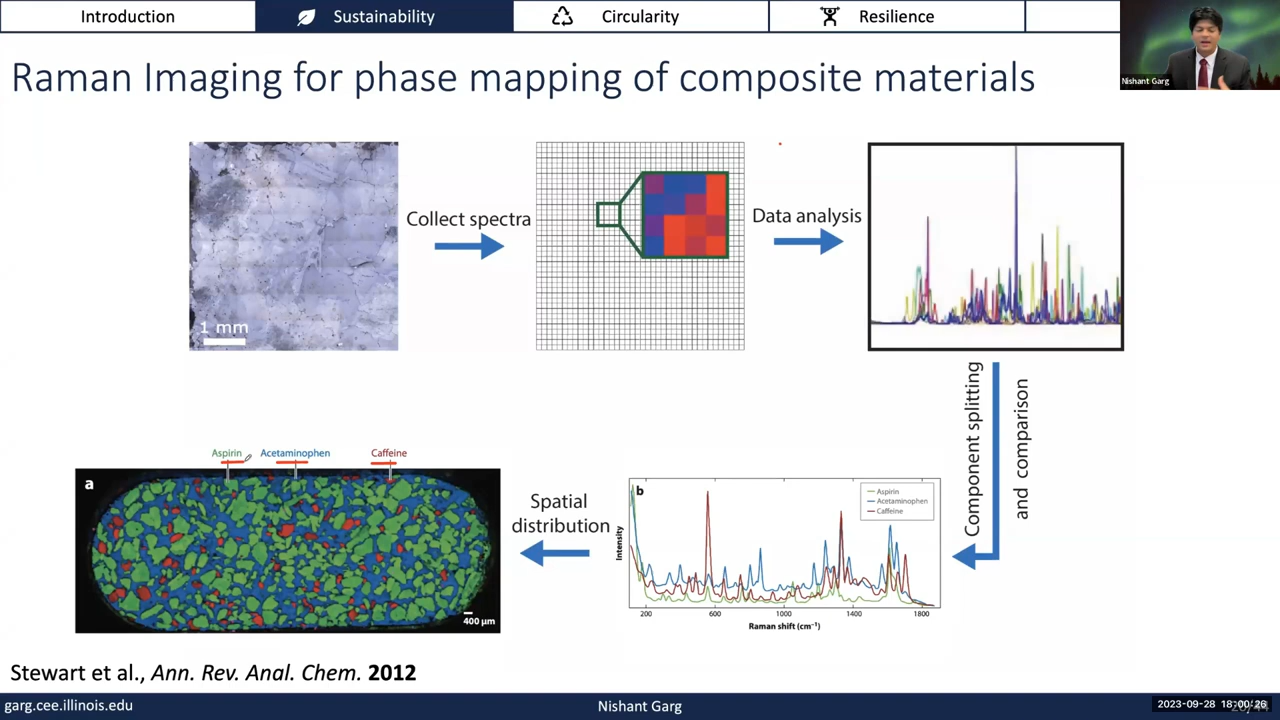 Introduction
Sustainability
Circularity
Resilience
Nishant Garg
Raman Imaging for phase mapping of composite materials
1 mm
Collect spectra
Data analysis
Component splitting
and comparison
b
Aspirin
Acetaminophen
Caffeine
Intensity
200
600
1000
1400
1800
Raman shift (cm⁻¹)
Spatial
distribution
Aspirin
Acetaminophen
Caffeine
a
400 µm
Stewart et al., Ann. Rev. Anal. Chem. 2012
garg.cee.illinois.edu
Nishant Garg
2023-09-28 18:00:26